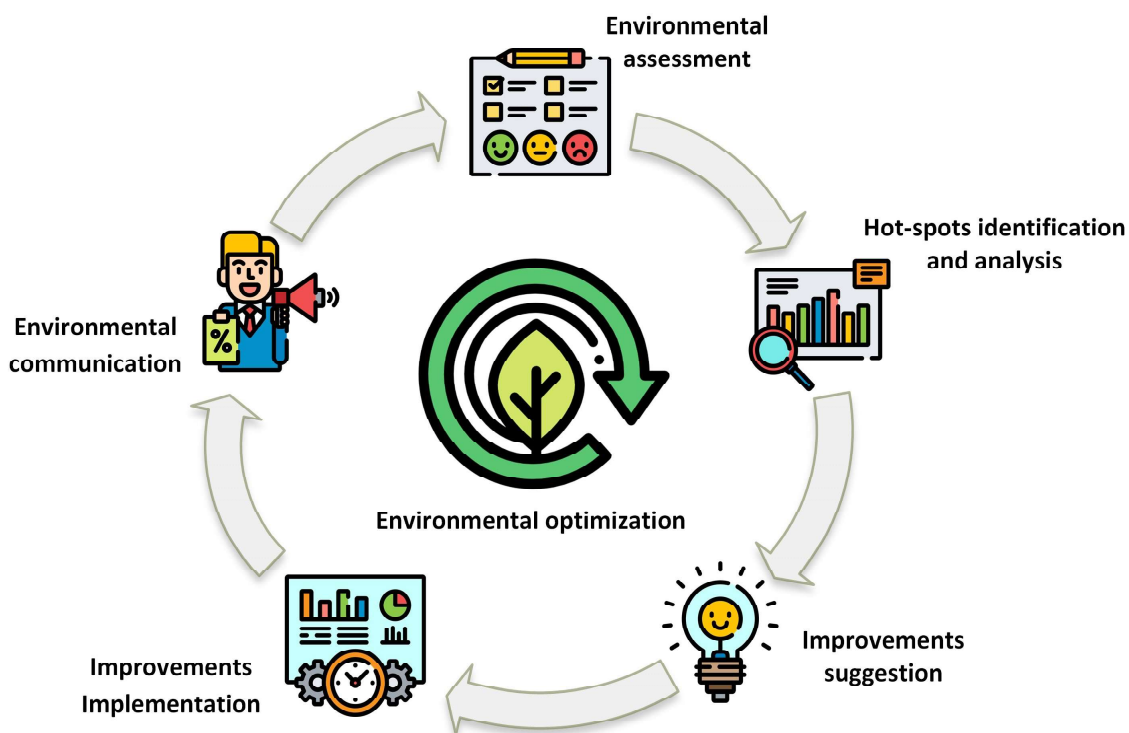 Environmental
assessment
Hot-spots identification
and analysis
Environmental
communication
%
Environmental optimization
Improvements
suggestion
Improvements
Implementation